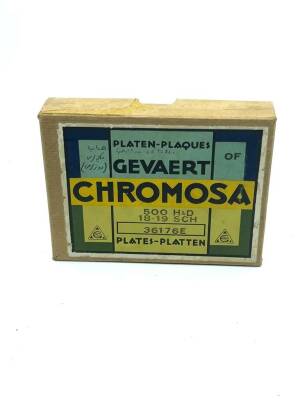 PLATEN-PLAQUES
OF
GEVAERT
CHROMOSA
500 H&D
18-19 SCH
36176E
PLATES-PLATTEN